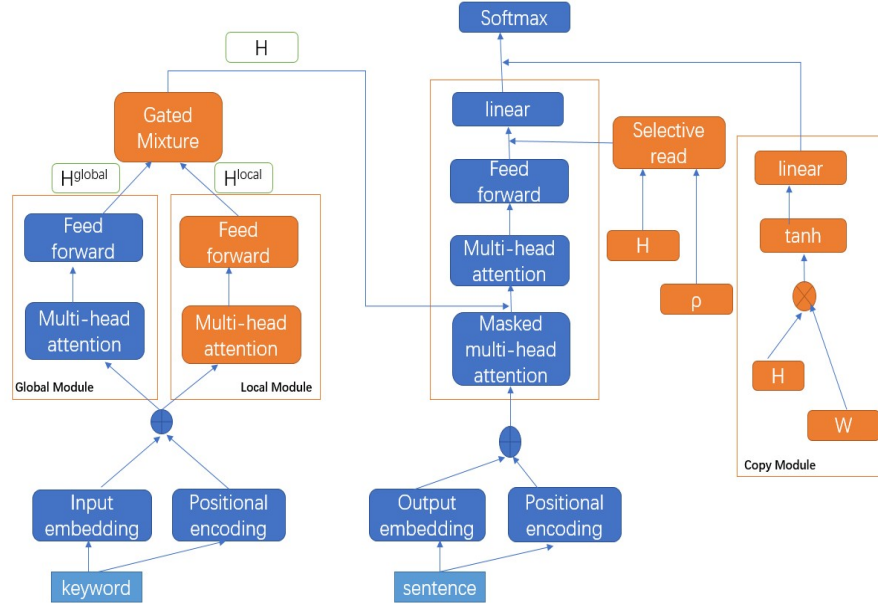 Softmax
H
Gated
Mixture
linear
Selective
read
H^global
H^local
Feed
forward
linear
Feed
forward
Feed
forward
H
tanh
Multi-head
attention
ρ
Multi-head
attention
Multi-head
attention
Masked
multi-head
attention
H
Global Module
Local Module
W
Copy Module
Input
embedding
Positional
encoding
Output
embedding
Positional
encoding
keyword
sentence